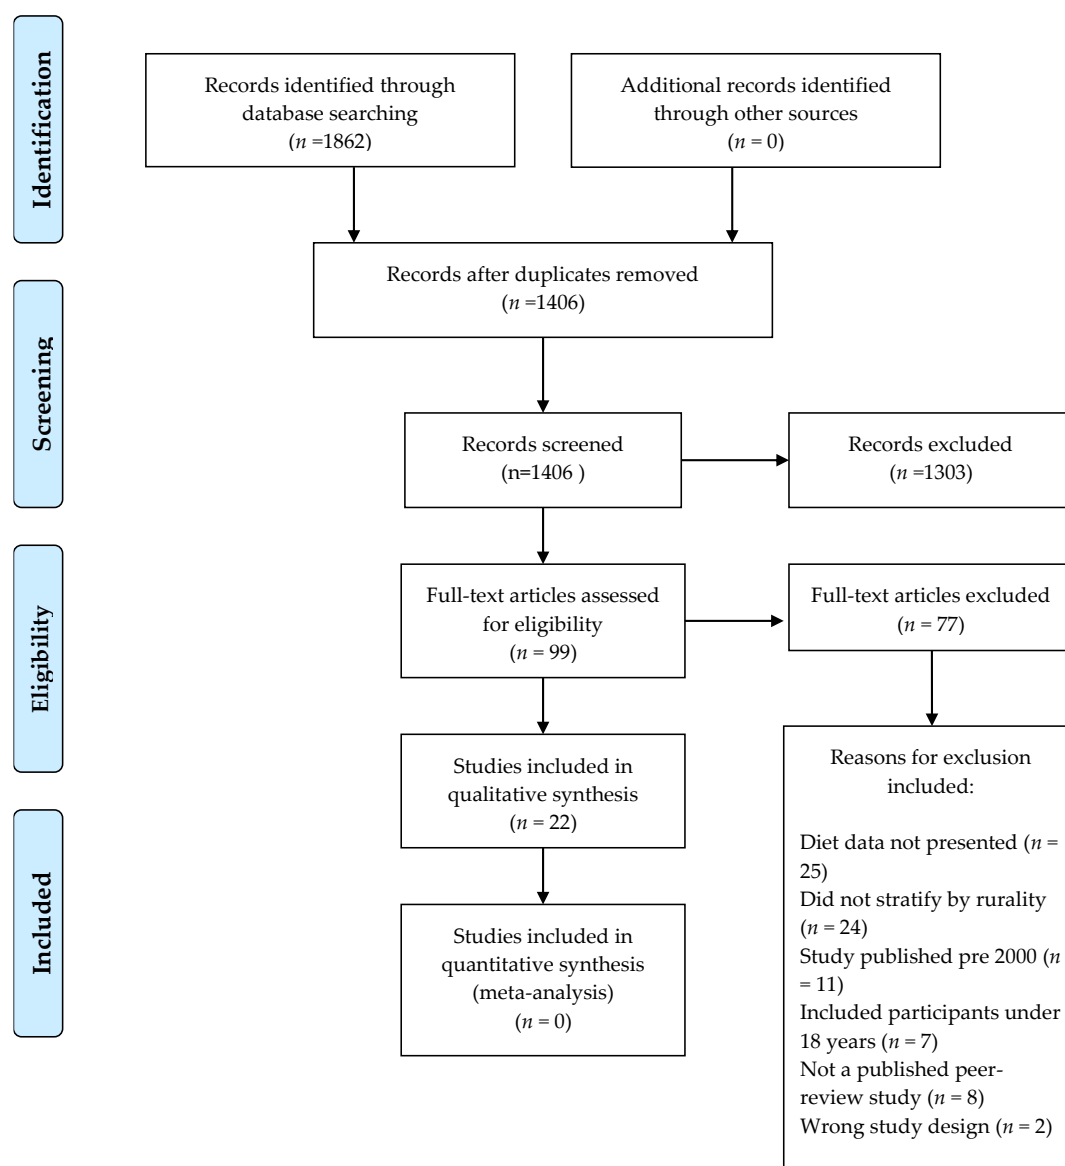 Identification
Records identified through
database searching
(n =1862)
Additional records identified
through other sources
(n = 0)
Records after duplicates removed
(n =1406)
Screening
Records screened
(n=1406 )
Records excluded
(n =1303)
Eligibility
Full-text articles assessed
for eligibility
(n = 99)
Full-text articles excluded
(n = 77)
Reasons for exclusion
included:
Diet data not presented (n =
25)
Did not stratify by rurality
(n = 24)
Study published pre 2000 (n
= 11)
Included participants under
18 years (n = 7)
Not a published peer-
review study (n = 8)
Wrong study design (n = 2)
Studies included in
qualitative synthesis
(n = 22)
Included
Studies included in
quantitative synthesis
(meta-analysis)
(n = 0)